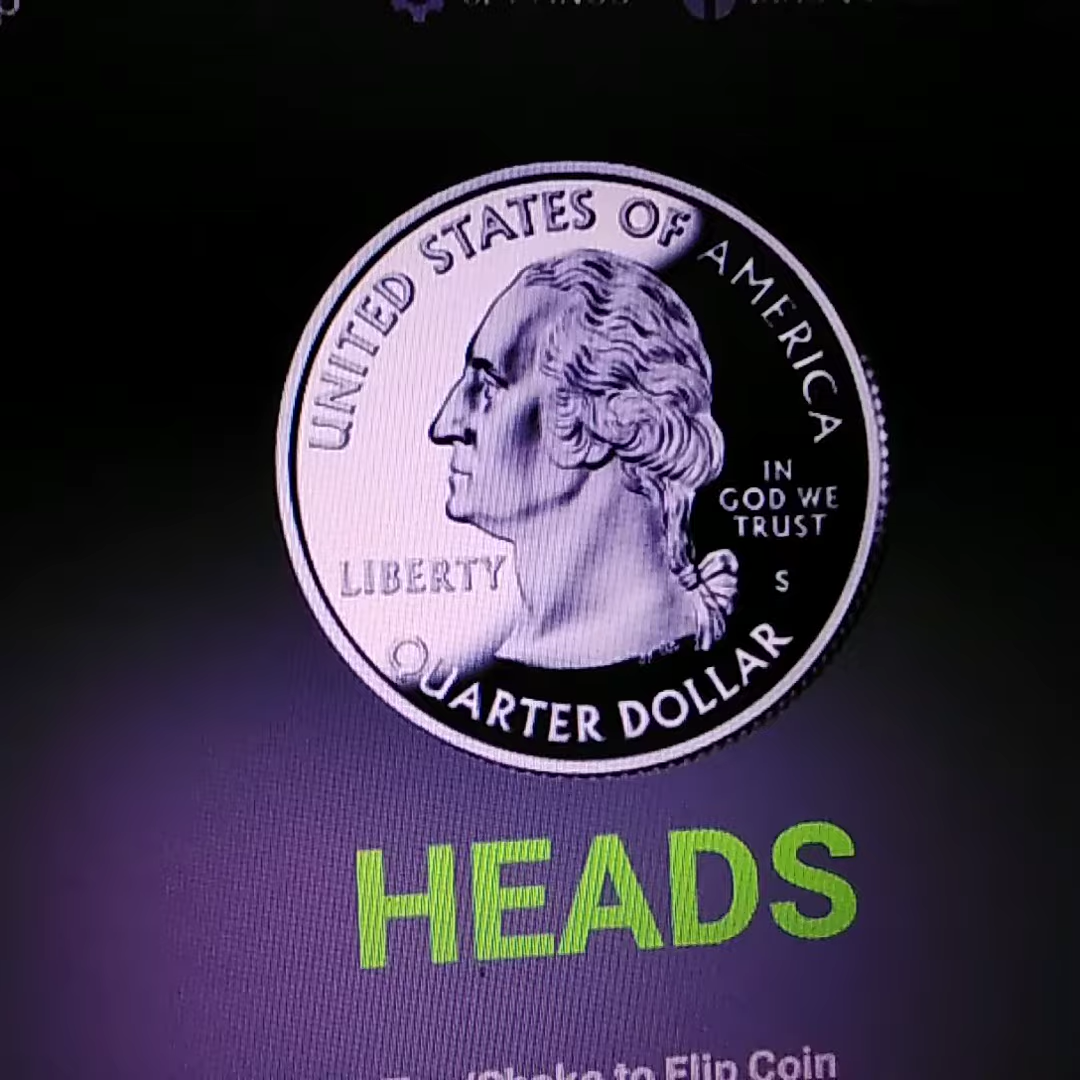 UNITED STATES OF AMERICA
IN
GOD WE
TRUST
LIBERTY
S
QUARTER DOLLAR
HEADS
to Flip Coin